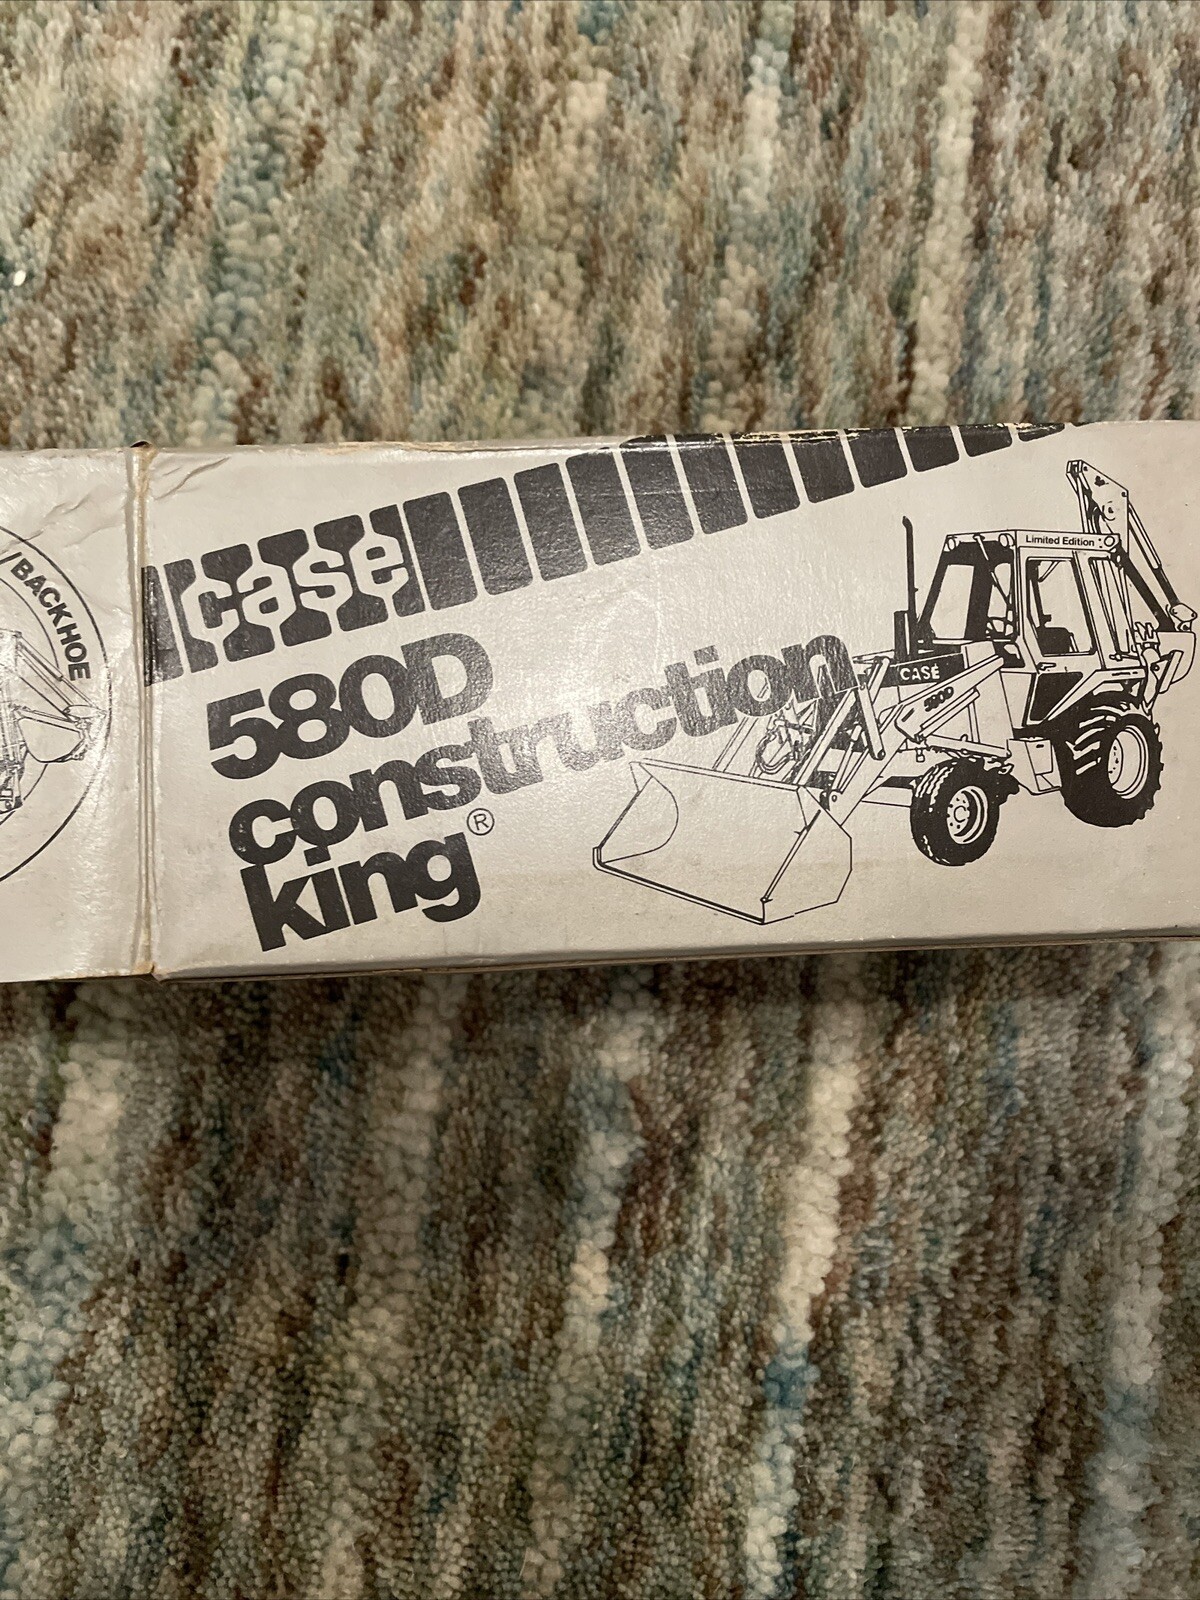 /BACKHOE
case
580D
construction
king®
Limited Edition
CASE
580D